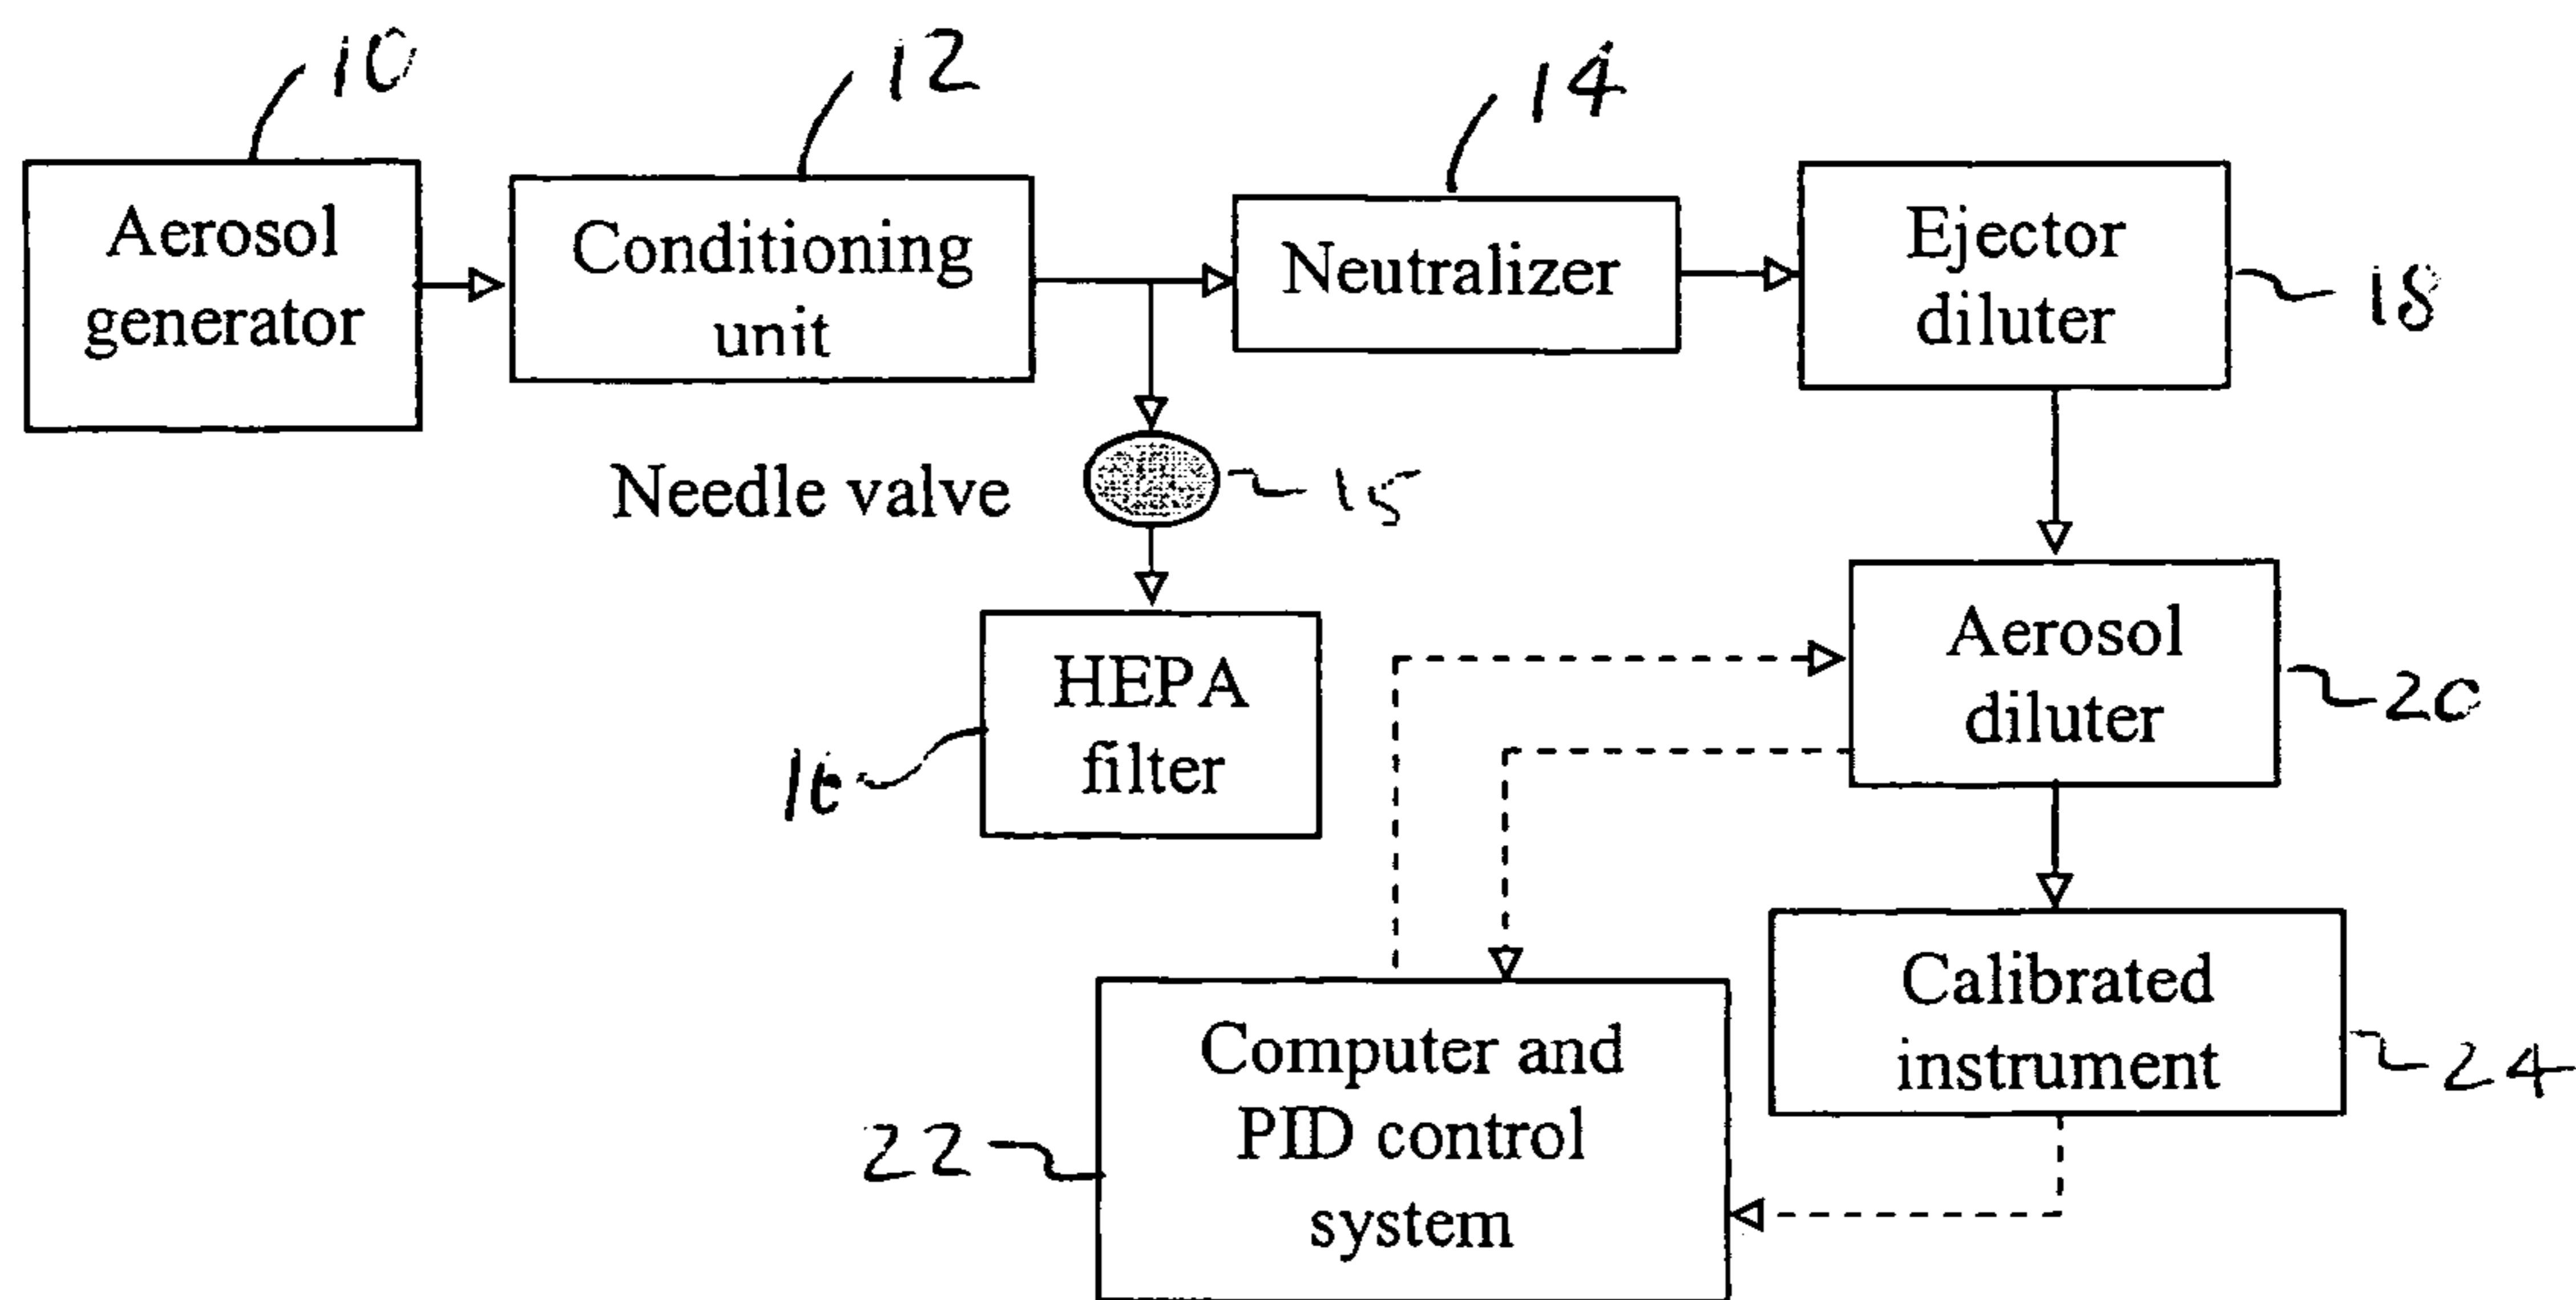 10
12
14
Aerosol
generator
Conditioning
unit
Neutralizer
Ejector
diluter
18
Needle valve
15
HEPA
filter
16
Aerosol
diluter
20
Calibrated
instrument
24
Computer and
PID control
system
22